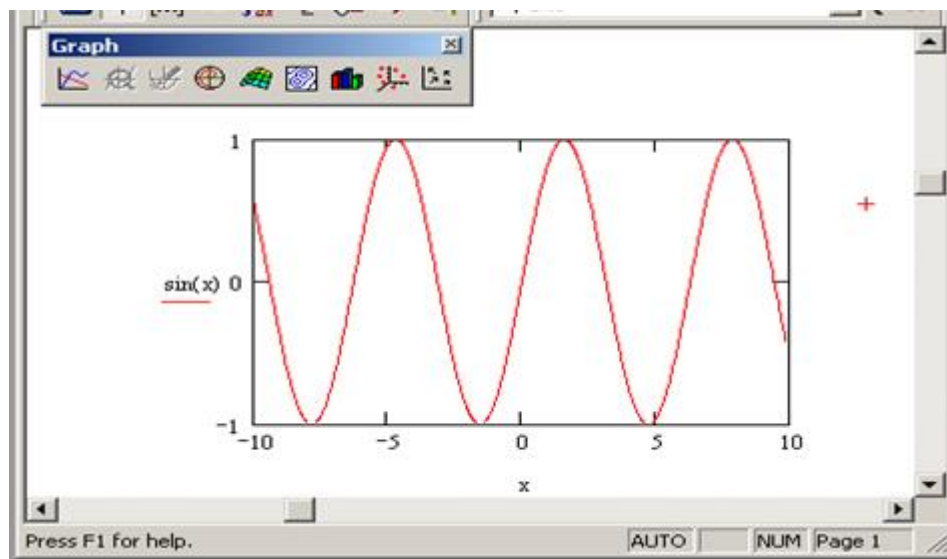 Graph
1
sin(x) 0
-1
-10 -5 0 5 10
x
Press F1 for help.
AUTO NUM Page 1